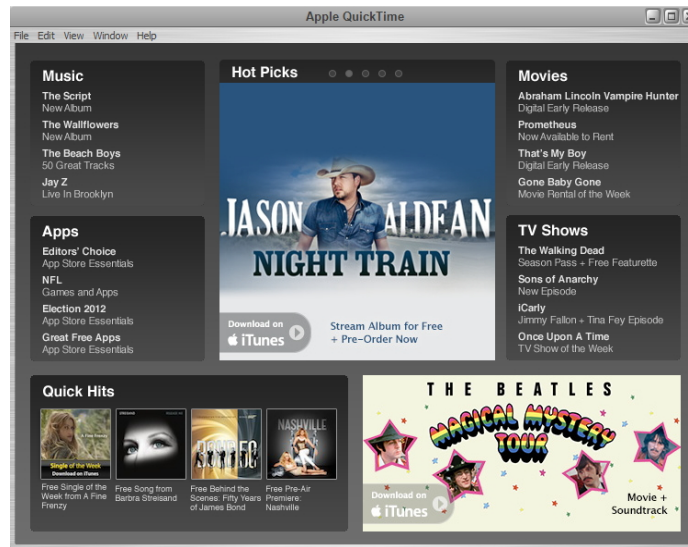 Apple QuickTime
File Edit View Window Help
Music
The Script
New Album
The Wallflowers
New Album
The Beach Boys
50 Great Tracks
Jay Z
Live In Brooklyn
Hot Picks
JASON ALDEAN
NIGHT TRAIN
Download on
iTunes
Stream Album for Free
+ Pre-Order Now
Movies
Abraham Lincoln Vampire Hunter
Digital Early Release
Prometheus
Now Available to Rent
That's My Boy
Digital Early Release
Gone Baby Gone
Movie Rental of the Week
Apps
Editors' Choice
App Store Essentials
NFL
Games and Apps
Election 2012
App Store Essentials
Great Free Apps
App Store Essentials
TV Shows
The Walking Dead
Season Pass + Free Featurette
Sons of Anarchy
New Episode
iCarly
Jimmy Fallon + Tina Fey Episode
Once Upon A Time
TV Show of the Week
Quick Hits
A Fine Frenzy
Single of the Week
Download on iTunes
STREISAND
BOND 50
NASHVILLE
Free Single of the
Week from A Fine
Frenzy
Free Song from
Barbra Streisand
Free Behind the
Scenes: Fifty Years
of James Bond
Free Pre-Air
Premiere:
Nashville
THE BEATLES
MAGICAL MYSTERY
TOUR
Download on
iTunes
Movie +
Soundtrack